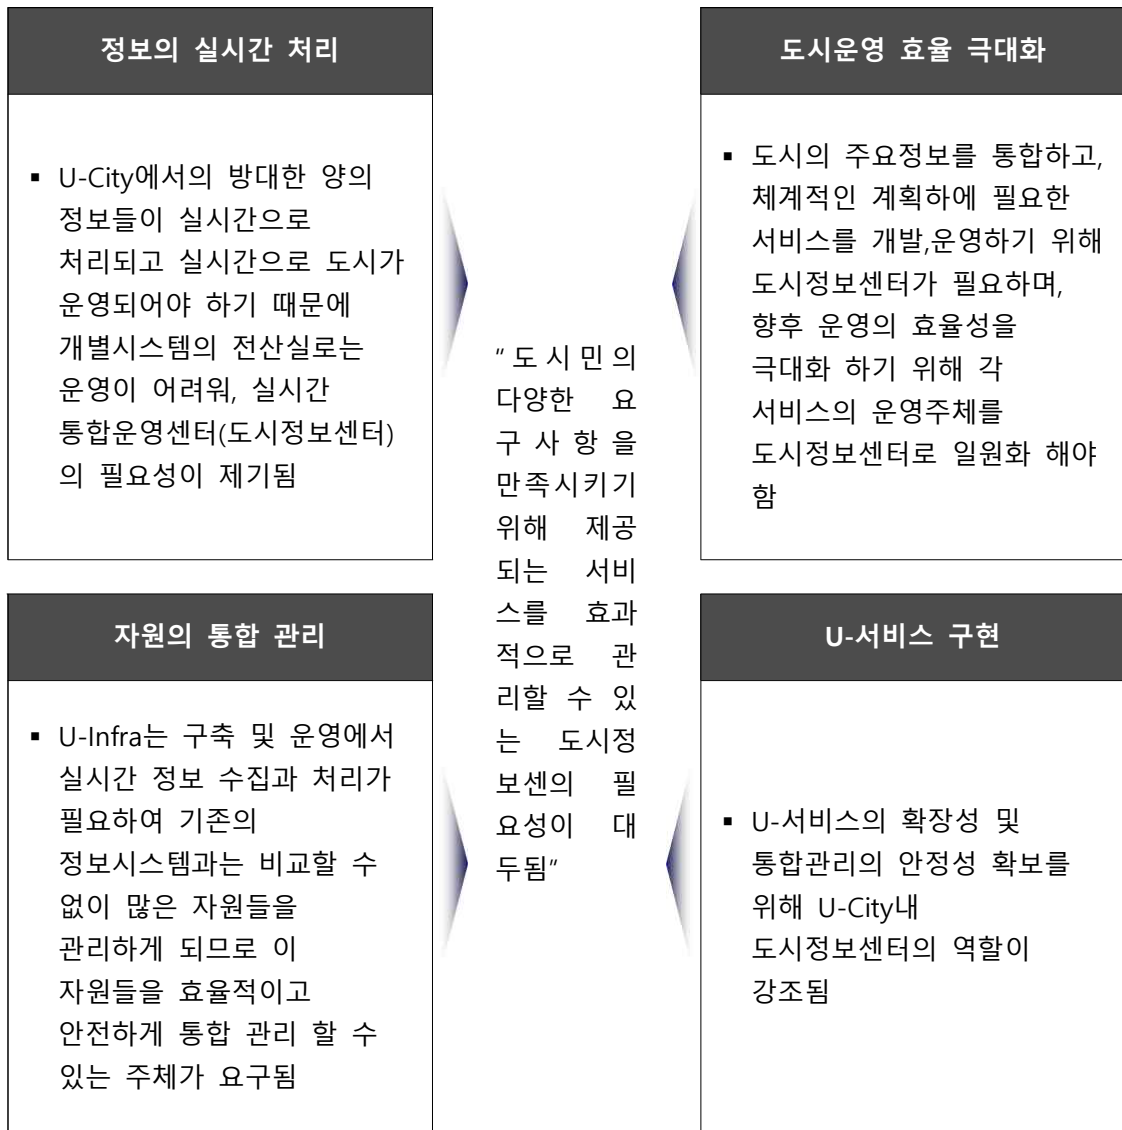 정보의 실시간 처리
▪ U-City에서의 방대한 양의
정보들이 실시간으로
처리되고 실시간으로 도시가
운영되어야 하기 때문에
개별시스템의 전산실로는
운영이 어려워, 실시간
통합운영센터(도시정보센터)
의 필요성이 제기됨
도시운영 효율 극대화
▪ 도시의 주요정보를 통합하고,
체계적인 계획하에 필요한
서비스를 개발,운영하기 위해
도시정보센터가 필요하며,
향후 운영의 효율성을
극대화 하기 위해 각
서비스의 운영주체를
도시정보센터로 일원화 해야
함
"도시민의
다양한 요
구사항을
만족시키기
위해 제공
되는 서비
스를 효과
적으로 관
리할 수 있
는 도시정
보센의 필
요성이 대
두됨"
자원의 통합 관리
▪ U-Infra는 구축 및 운영에서
실시간 정보 수집과 처리가
필요하여 기존의
정보시스템과는 비교할 수
없이 많은 자원들을
관리하게 되므로 이
자원들을 효율적이고
안전하게 통합 관리 할 수
있는 주체가 요구됨
U-서비스 구현
▪ U-서비스의 확장성 및
통합관리의 안정성 확보를
위해 U-City내
도시정보센터의 역할이
강조됨